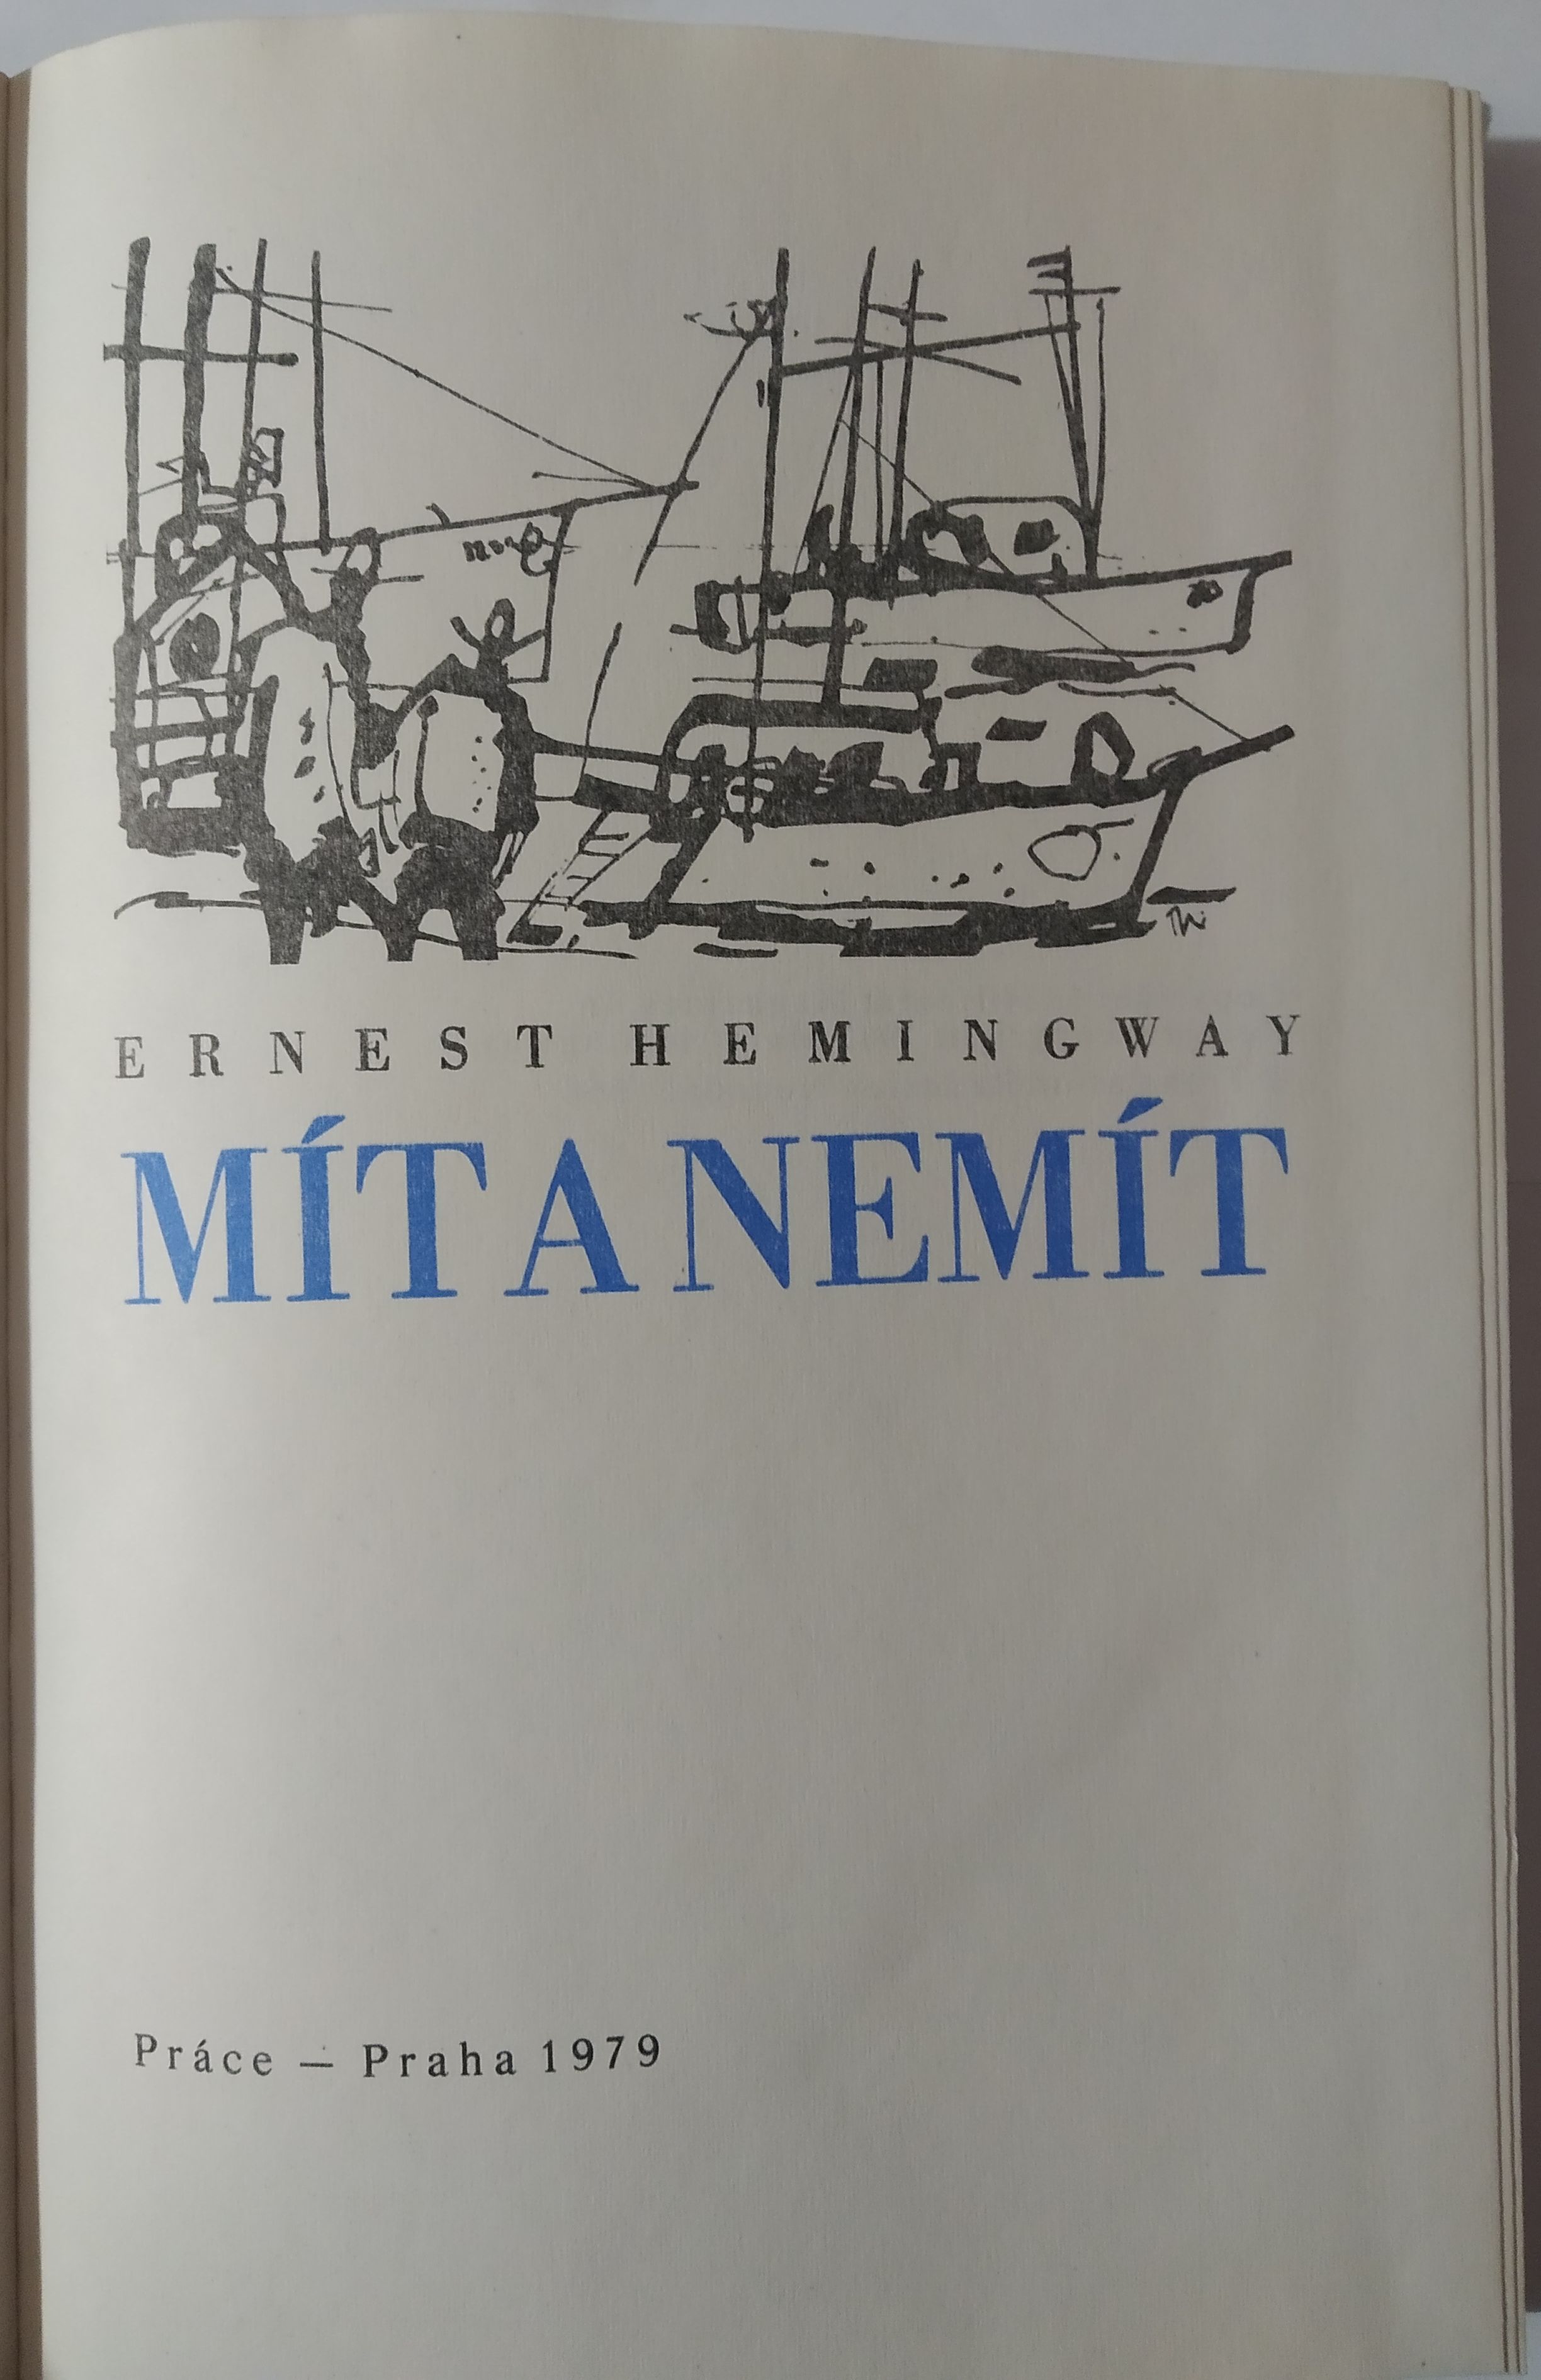 ERNEST HEMINGWAY
MÍT A NEMÍT
Práce — Praha 1979